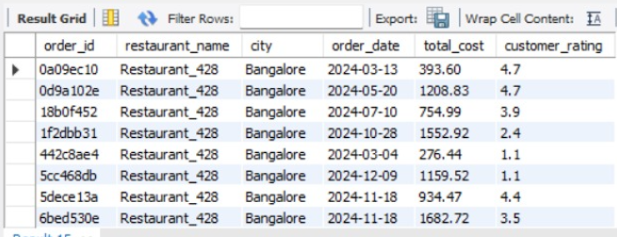 Result Grid Filter Rows: Export: Wrap Cell Content: IA
order_id restaurant_name city order_date total_cost customer_rating
0a09ec10 Restaurant_428 Bangalore 2024-03-13 393.60 4.7
0d9a102e Restaurant_428 Bangalore 2024-05-20 1208.83 4.7
18b0f452 Restaurant_428 Bangalore 2024-07-10 754.99 3.9
1f2dbb31 Restaurant_428 Bangalore 2024-10-28 1552.92 2.4
442c8ae4 Restaurant_428 Bangalore 2024-03-04 276.44 1.1
5cc468db Restaurant_428 Bangalore 2024-12-09 1159.52 1.1
5dece13a Restaurant_428 Bangalore 2024-11-18 934.47 4.4
6bed530e Restaurant_428 Bangalore 2024-11-18 1682.72 3.5